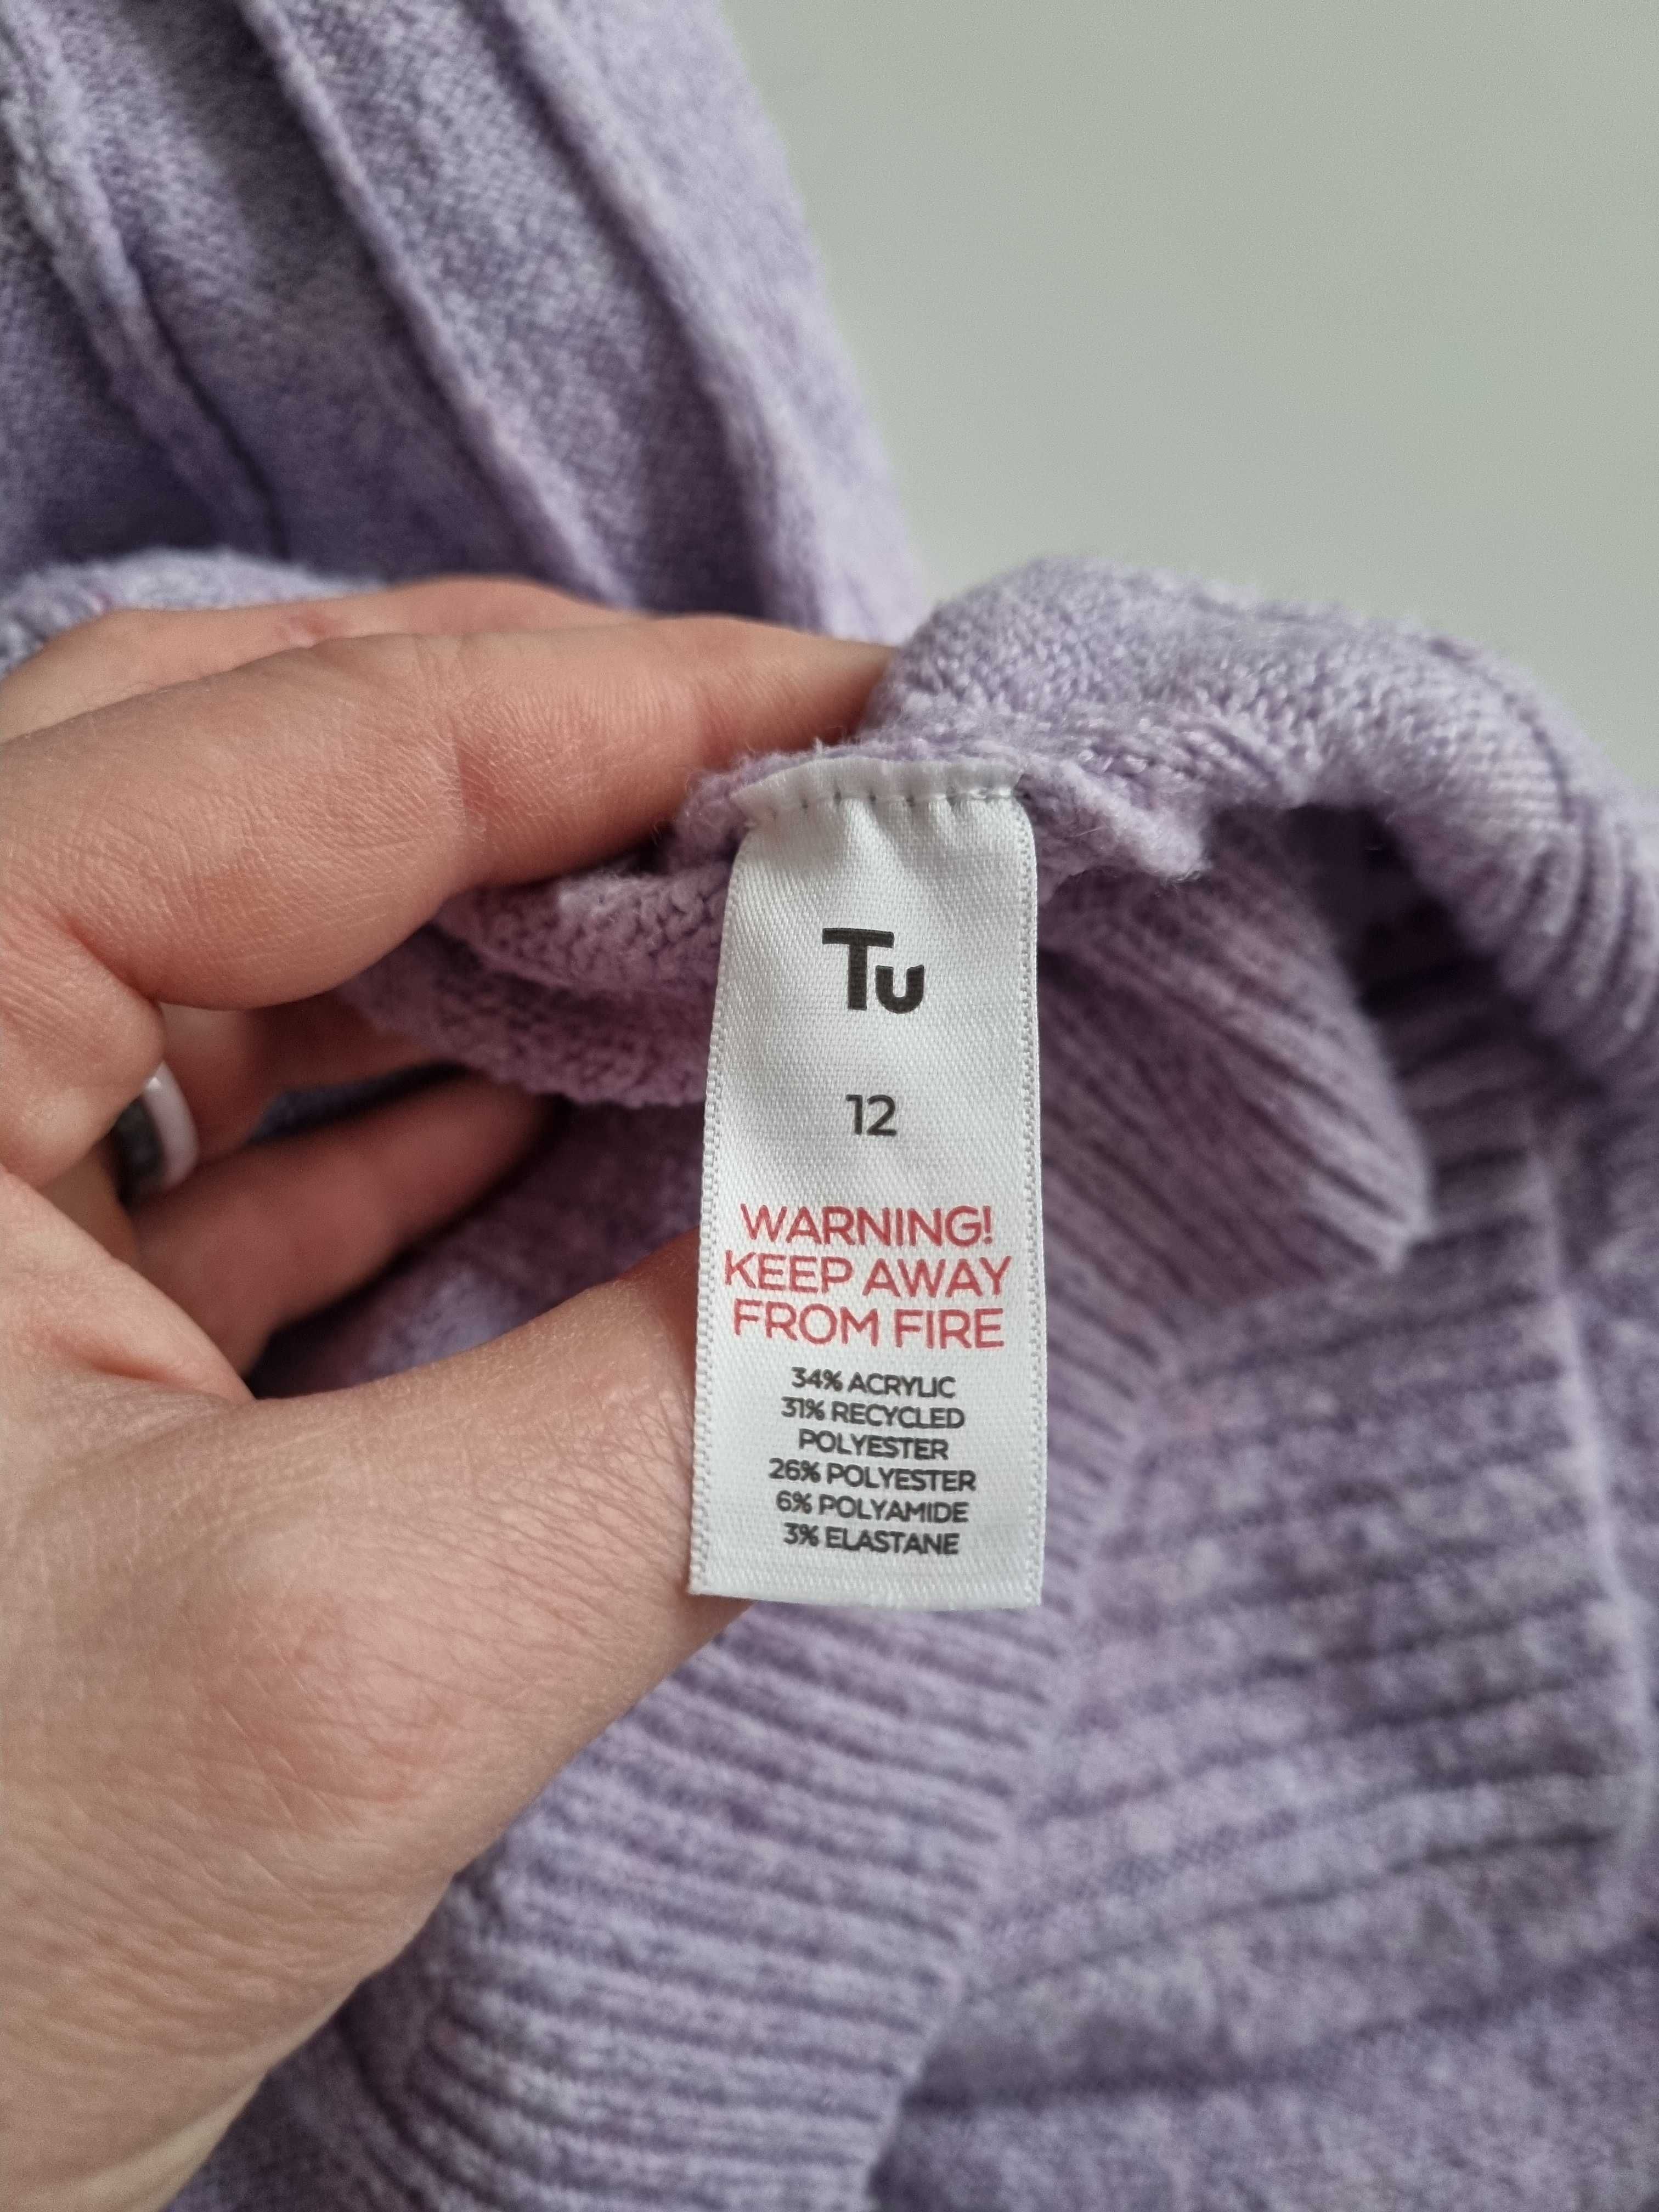 Tu
12
WARNING!
KEEP AWAY
FROM FIRE
34% ACRYLIC
31% RECYCLED
POLYESTER
26% POLYESTER
6% POLYAMIDE
3% ELASTANE